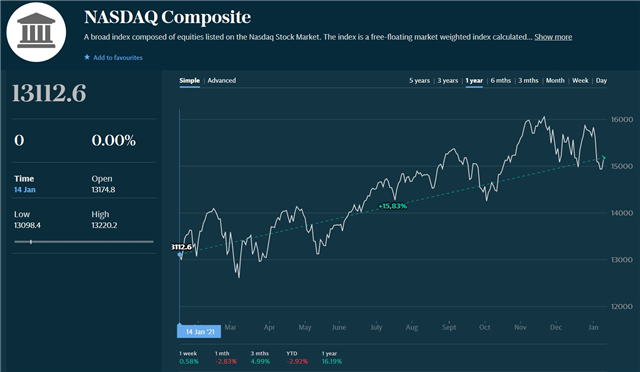 NASDAQ Composite
A broad index composed of equities listed on the Nasdaq Stock Market. The index is a free-floating market weighted index calculated... Show more
★ Add to favourites
13112.6
0 0.00%
Time Open
14 Jan 13174.8
Low High
13098.4 13220.2
Simple | Advanced 5 years | 3 years | 1 year | 6 mths | 3 mths | Month | Week | Day
16000
15000
+15,83%
14000
3112.6
13000
12000
14 Jan '21
Mar Apr May June July Aug Sept Oct Nov Dec Jan
1 week 1 mth 3 mths YTD 1 year
0.58% -2.83% 4.99% -2.92% 16.19%